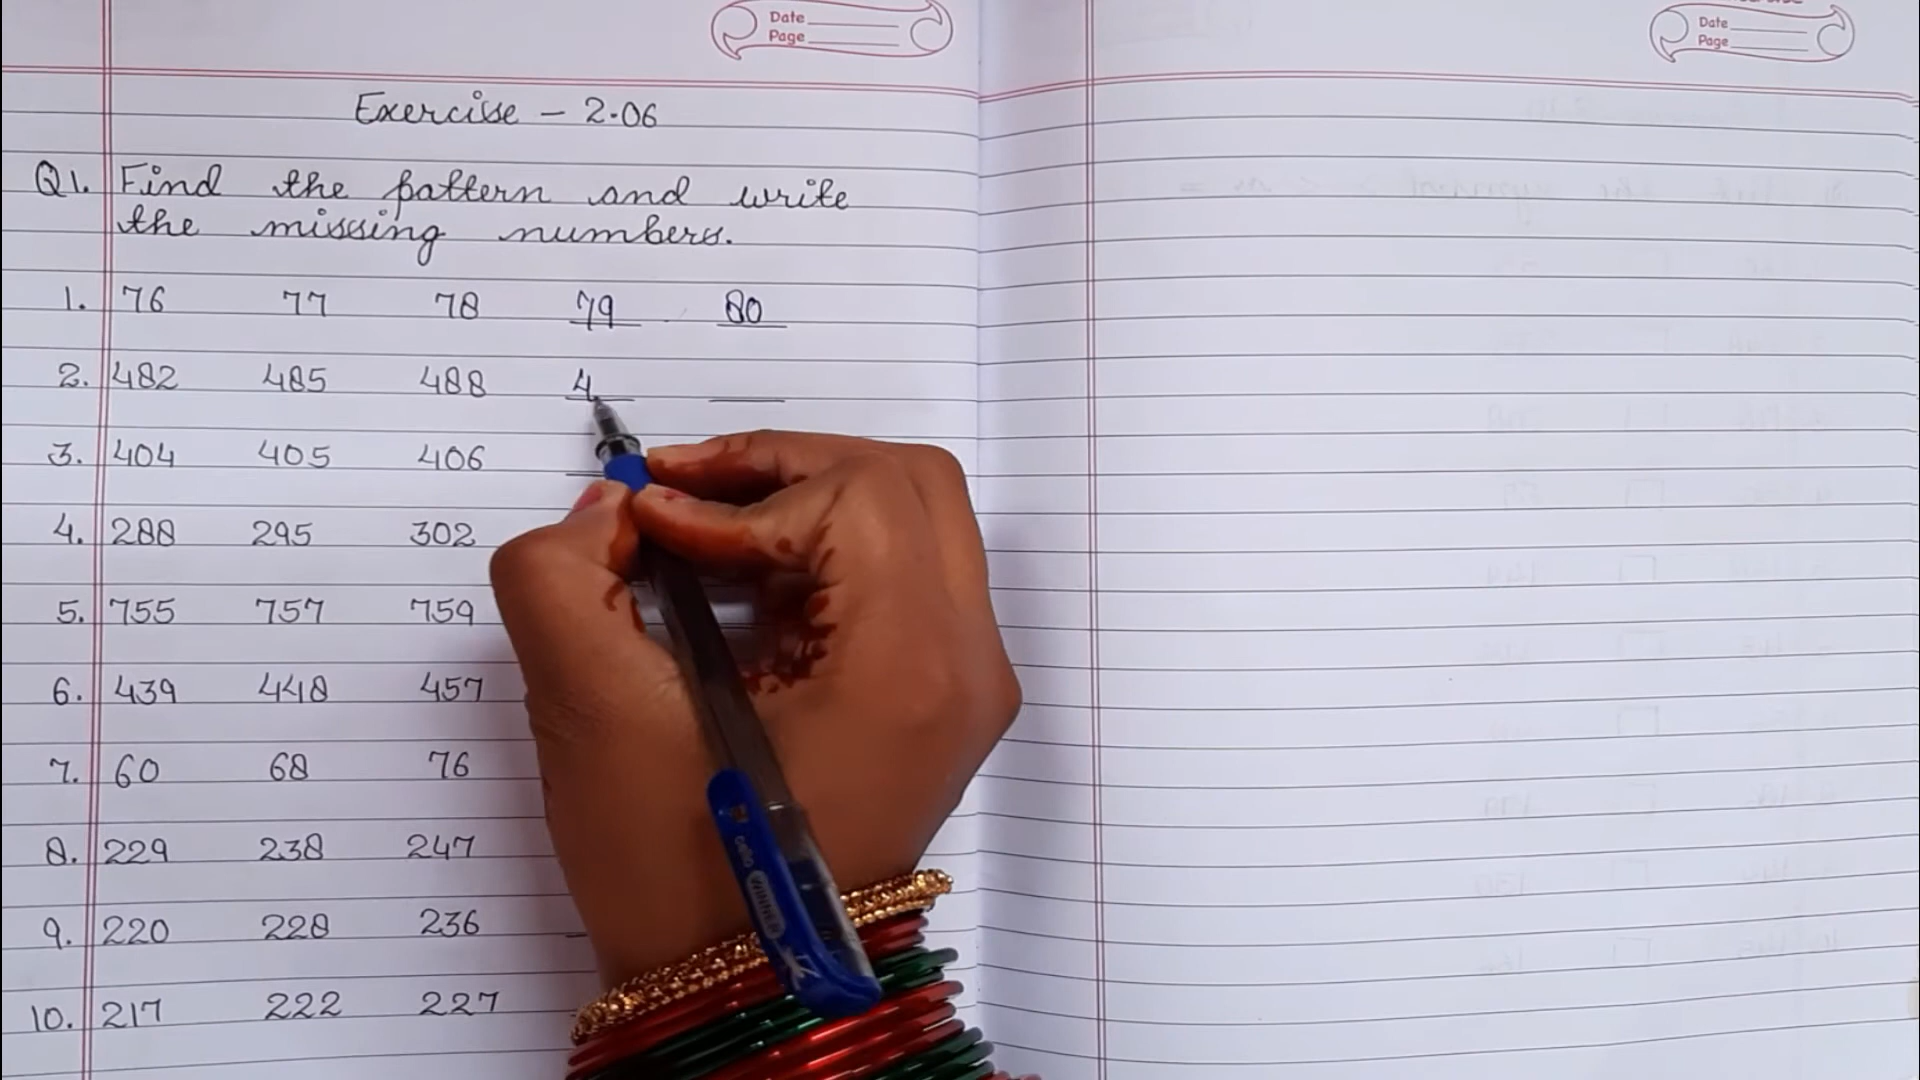 Date
Page
Date
Page
Exercise - 2.06
Q1. Find the pattern and write
the missing numbers.
1. 76 77 78 79 80
2. 482 485 488 4
3. 404 405 406
4. 288 295 302
5. 755 757 759
6. 439 448 457
7. 60 68 76
8. 229 238 247
9. 220 228 236
10. 217 222 227
cello WINNER